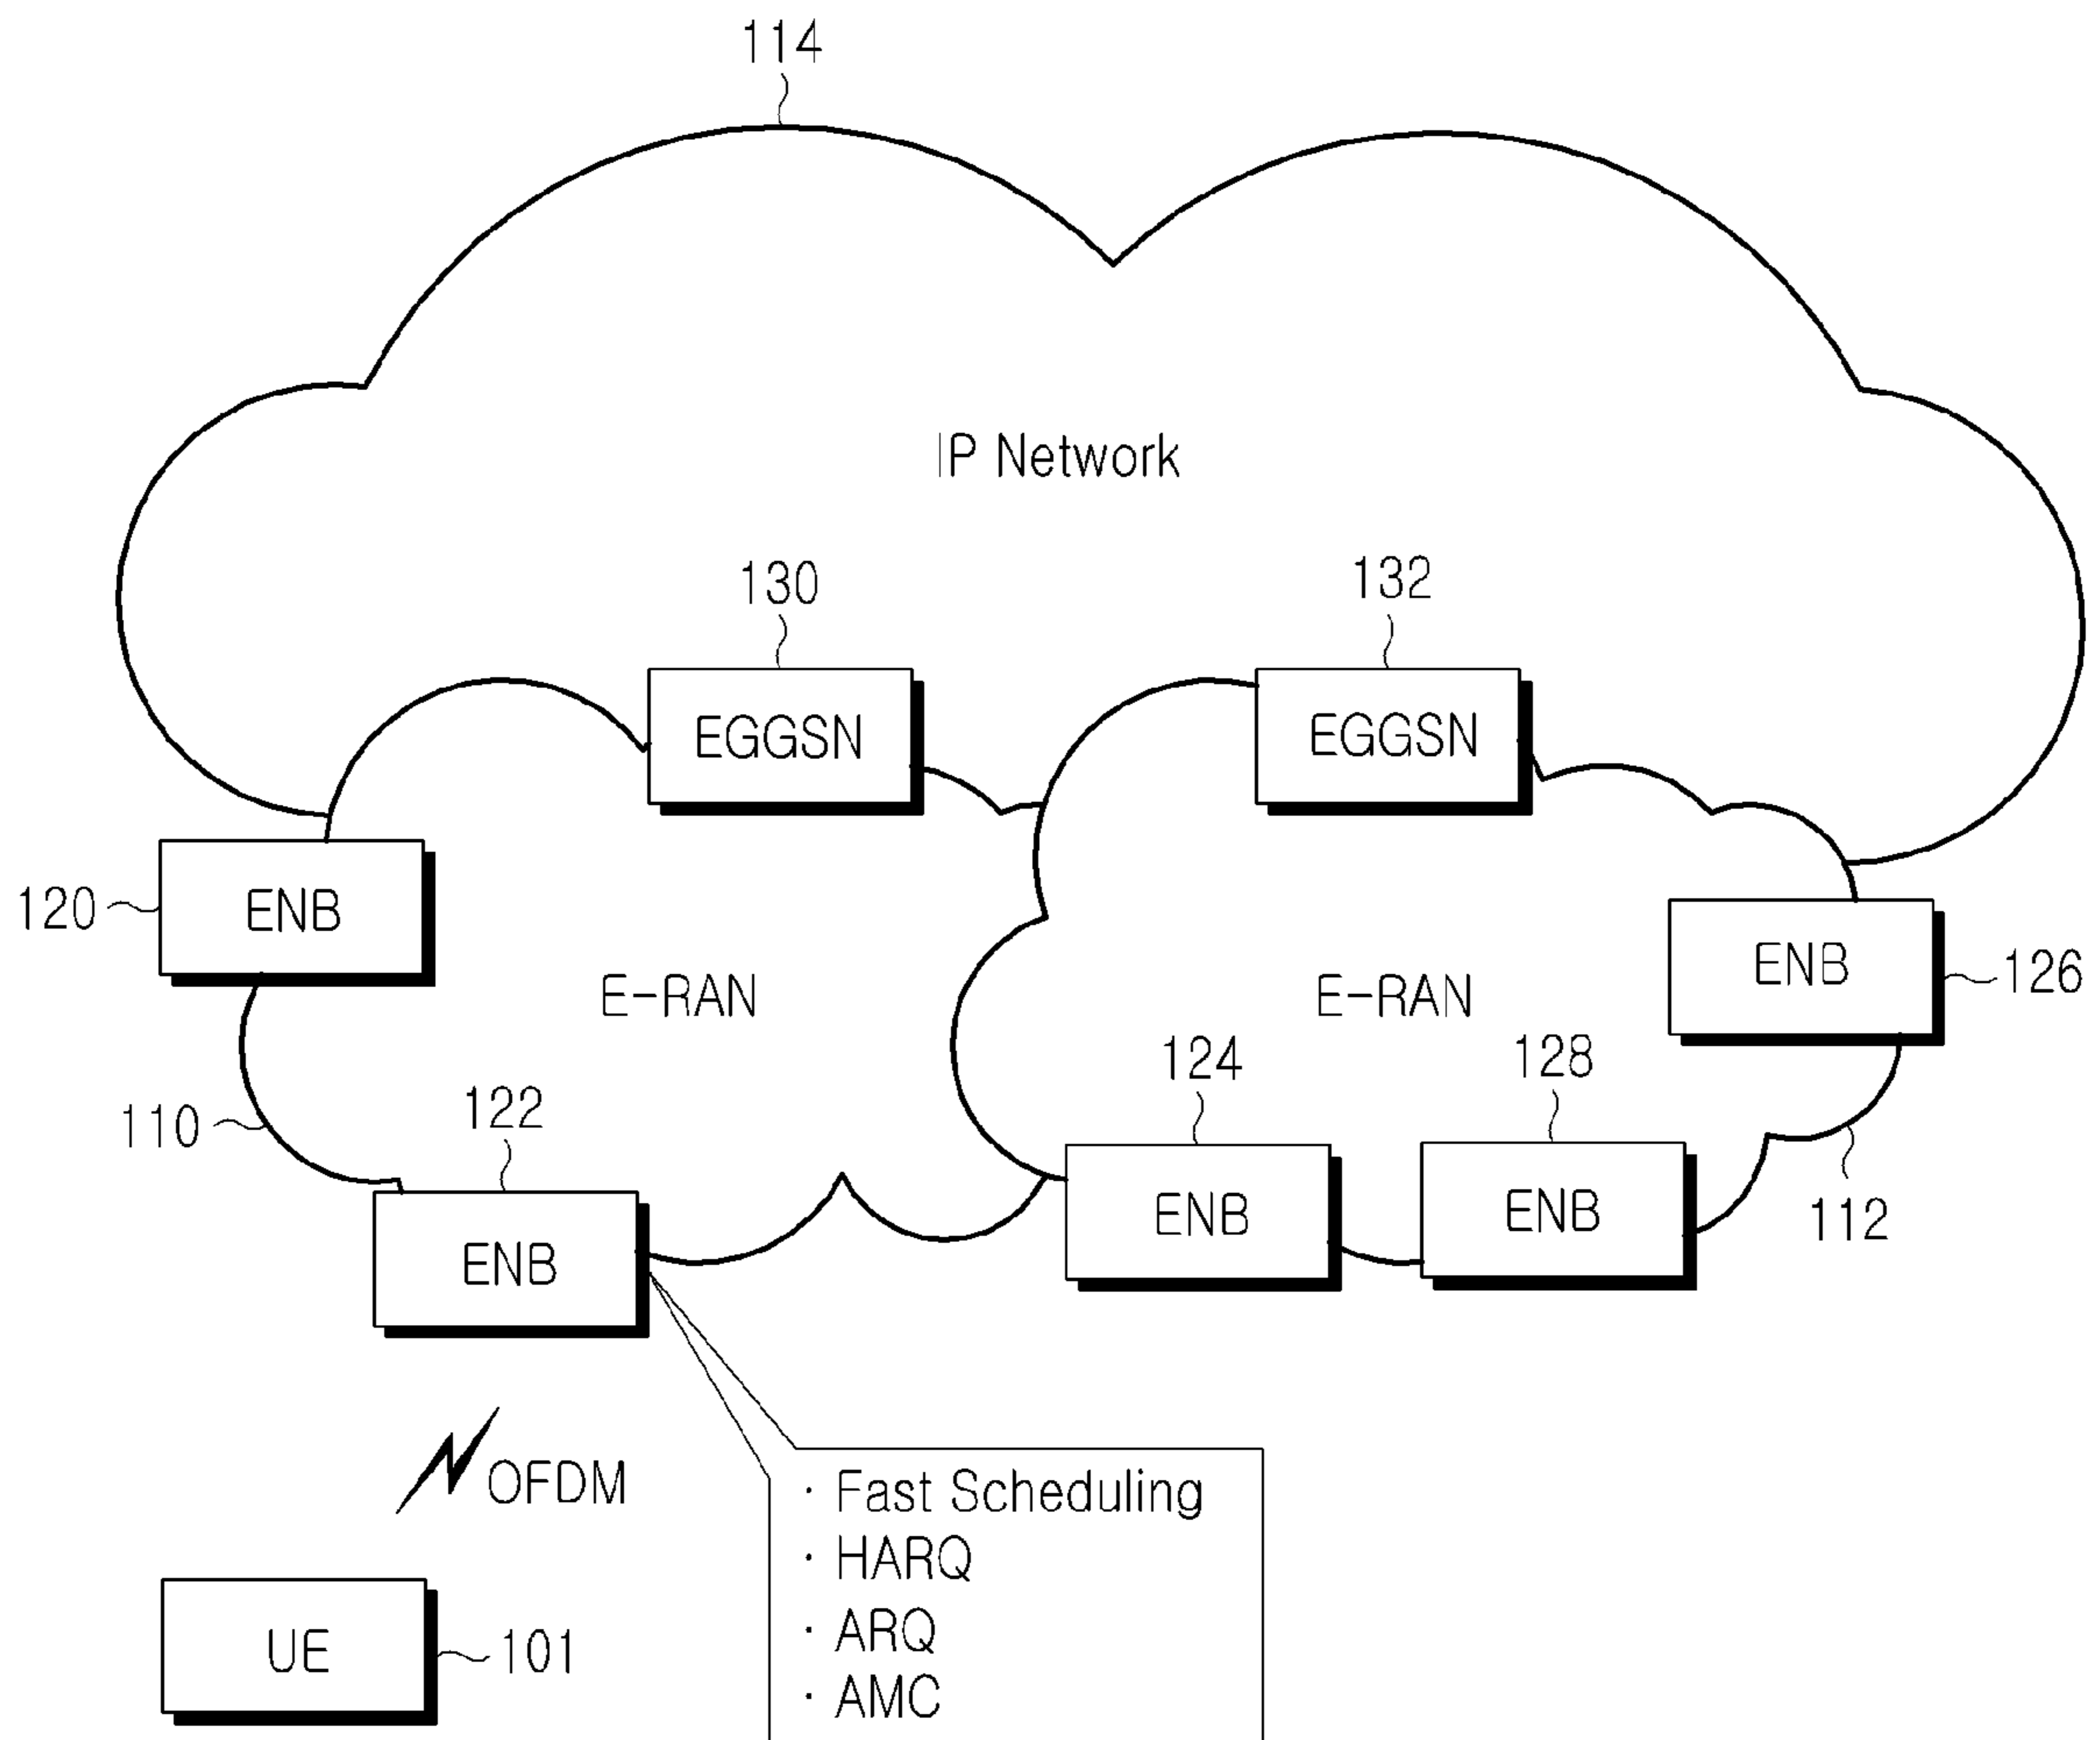 114
IP Network
130
132
EGGSN
EGGSN
120
ENB
ENB
126
E-RAN
E-RAN
124
128
110
122
ENB
ENB
112
ENB
OFDM
· Fast Scheduling
· HARQ
· ARQ
· AMC
UE
101